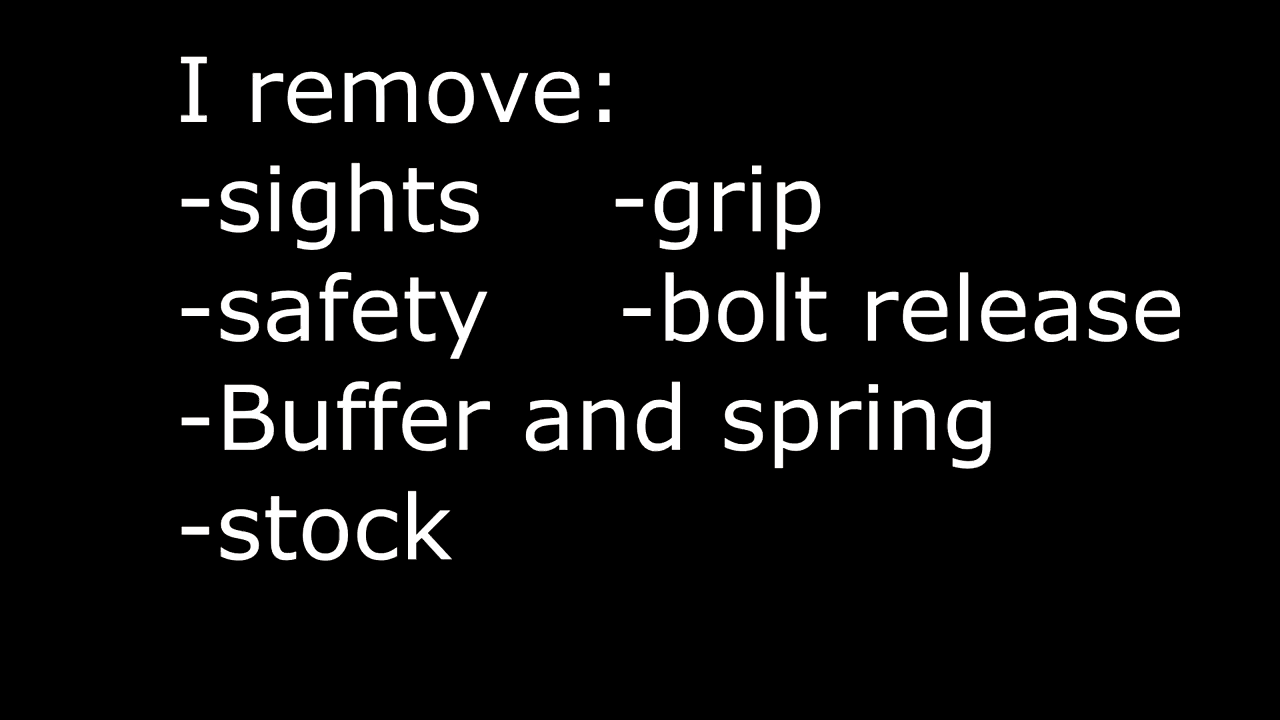 I remove:
-sights -grip
-safety -bolt release
-Buffer and spring
-stock